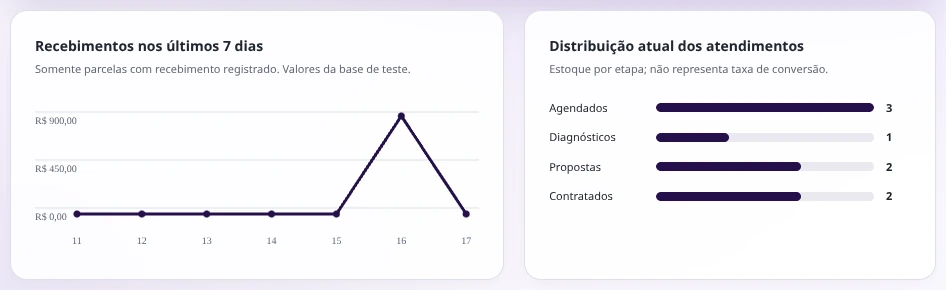 Recebimentos nos últimos 7 dias
Somente parcelas com recebimento registrado. Valores da base de teste.
R$ 900,00
R$ 450,00
R$ 0,00
11 12 13 14 15 16 17
Distribuição atual dos atendimentos
Estoque por etapa; não representa taxa de conversão.
Agendados 3
Diagnósticos 1
Propostas 2
Contratados 2